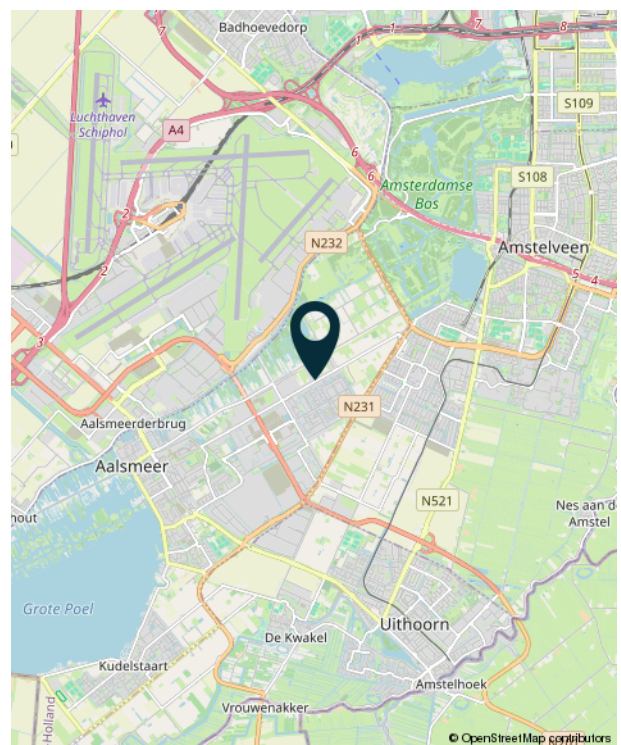 7
Badhoevedorp
1
1
7
8
S109
Luchthaven
Schiphol
A4
6
6
S108
Amsterdamse
Bos
2
N232
Amstelveen
5
4
2
3
N231
Aalsmeerderbrug
Aalsmeer
N521
Nes aan de
Amstel
hout
Grote Poel
Uithoorn
De Kwakel
Kudelstaart
Amstelhoek
Vrouwenakker
Holland
© OpenStreetMap contributors